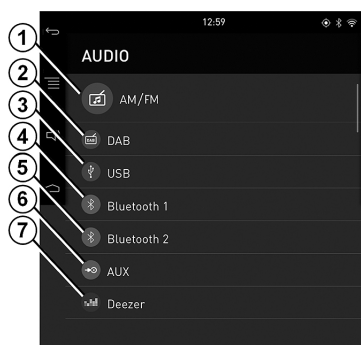 12:59
AUDIO
1
AM/FM
2
DAB
3
USB
4
Bluetooth 1
5
Bluetooth 2
6
AUX
7
Deezer